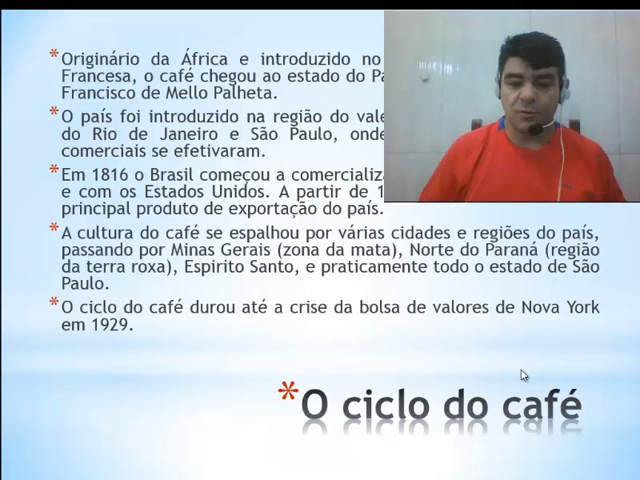 * Originário da África e introduzido no
Francesa, o café chegou ao estado do
Francisco de Mello Palheta.
* O país foi introduzido na região do
do Rio de Janeiro e São Paulo,
comerciais se efetivaram.
* Em 1816 o Brasil começou a
e com os Estados Unidos. A partir de
principal produto de exportação do país.
* A cultura do café se espalhou por várias cidades e regiões do país,
passando por Minas Gerais (zona da mata), Norte do Paraná (região
da terra roxa), Espirito Santo, e praticamente todo o estado de São
Paulo.
* O ciclo do café durou até a crise da bolsa de valores de Nova York
em 1929.
* O ciclo do café